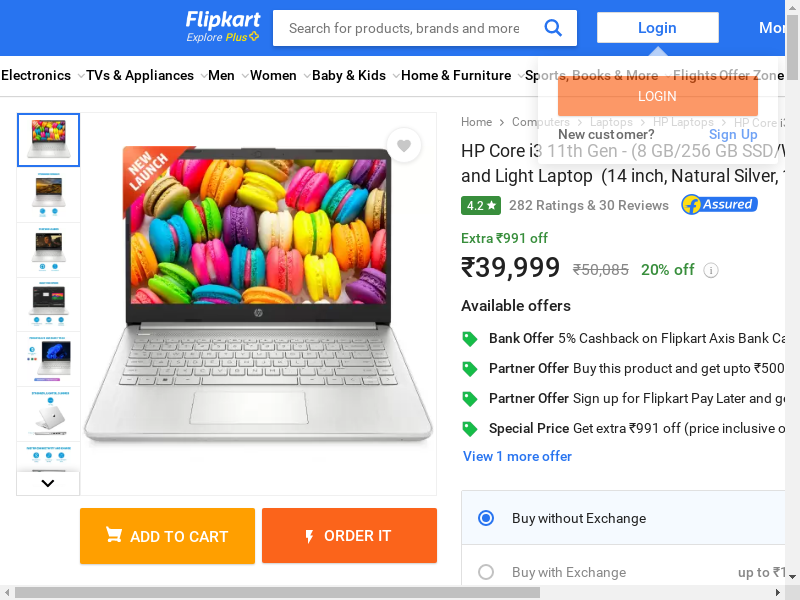 Flipkart
Explore Plus
Search for products, brands and more
Login
Electronics
TVs & Appliances
Men
Women
Baby & Kids
Home & Furniture
Sports, Books & More
Flights
Offer Zone
LOGIN
New customer?
Sign Up
Home
Computers
Laptops
HP Laptops
HP Core i3
HP Core i3 11th Gen - (8 GB/256 GB SSD/
and Light Laptop (14 inch, Natural Silver,
4.2
282 Ratings & 30 Reviews
Assured
Extra ₹991 off
₹39,999
₹50,085
20% off
i
Available offers
Bank Offer 5% Cashback on Flipkart Axis Bank
Partner Offer Buy this product and get upto ₹500
Partner Offer Sign up for Flipkart Pay Later and
Special Price Get extra ₹991 off (price inclusive
View 1 more offer
Buy without Exchange
Buy with Exchange
up to ₹1
NEW
LAUNCH
hp
ADD TO CART
ORDER IT